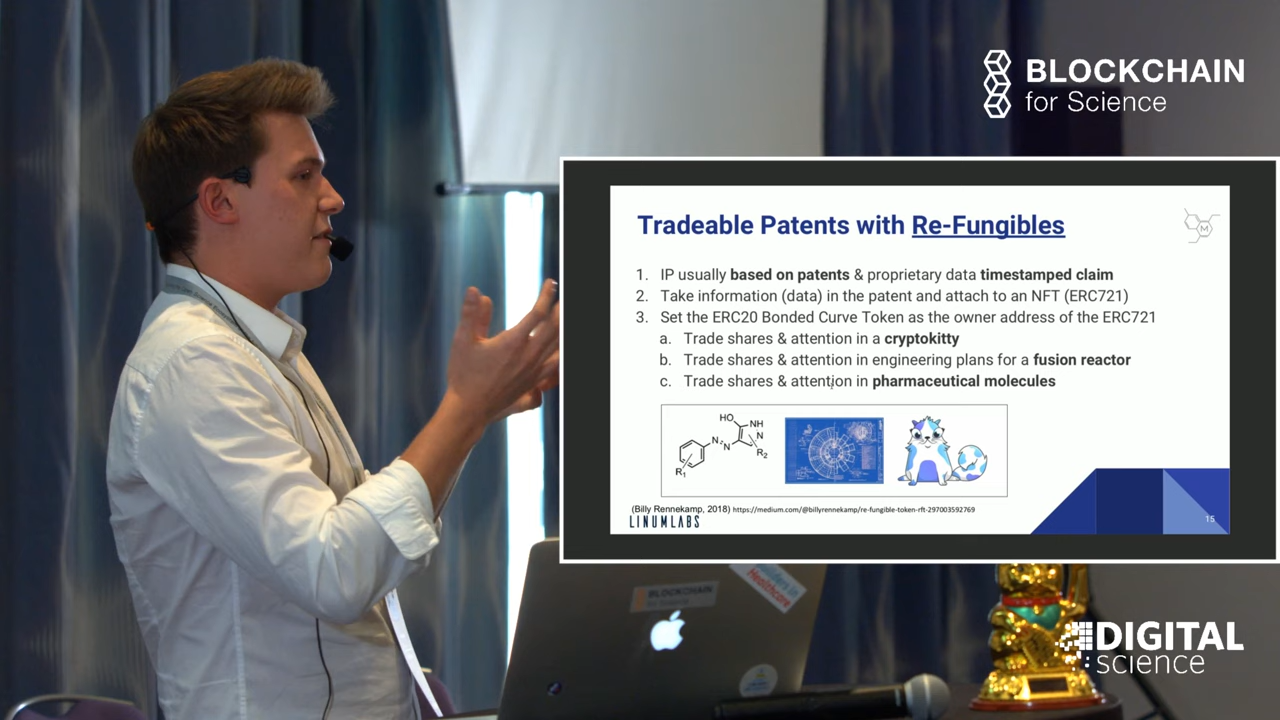 BLOCKCHAIN
for Science
Tradeable Patents with Re-Fungibles
1. IP usually based on patents & proprietary data timestamped claim
2. Take information (data) in the patent and attach to an NFT (ERC721)
3. Set the ERC20 Bonded Curve Token as the owner address of the ERC721
a. Trade shares & attention in a cryptokitty
b. Trade shares & attention in engineering plans for a fusion reactor
c. Trade shares & attention in pharmaceutical molecules
HO
NH
N
N
N
R2
R1
M
(Billy Rennekamp, 2018) https://medium.com/@billyrennekamp/re-fungible-token-rft-297003592769
LINUMLABS
15
BLOCKCHAIN
for Science
Healthcare
DIGITAL
science